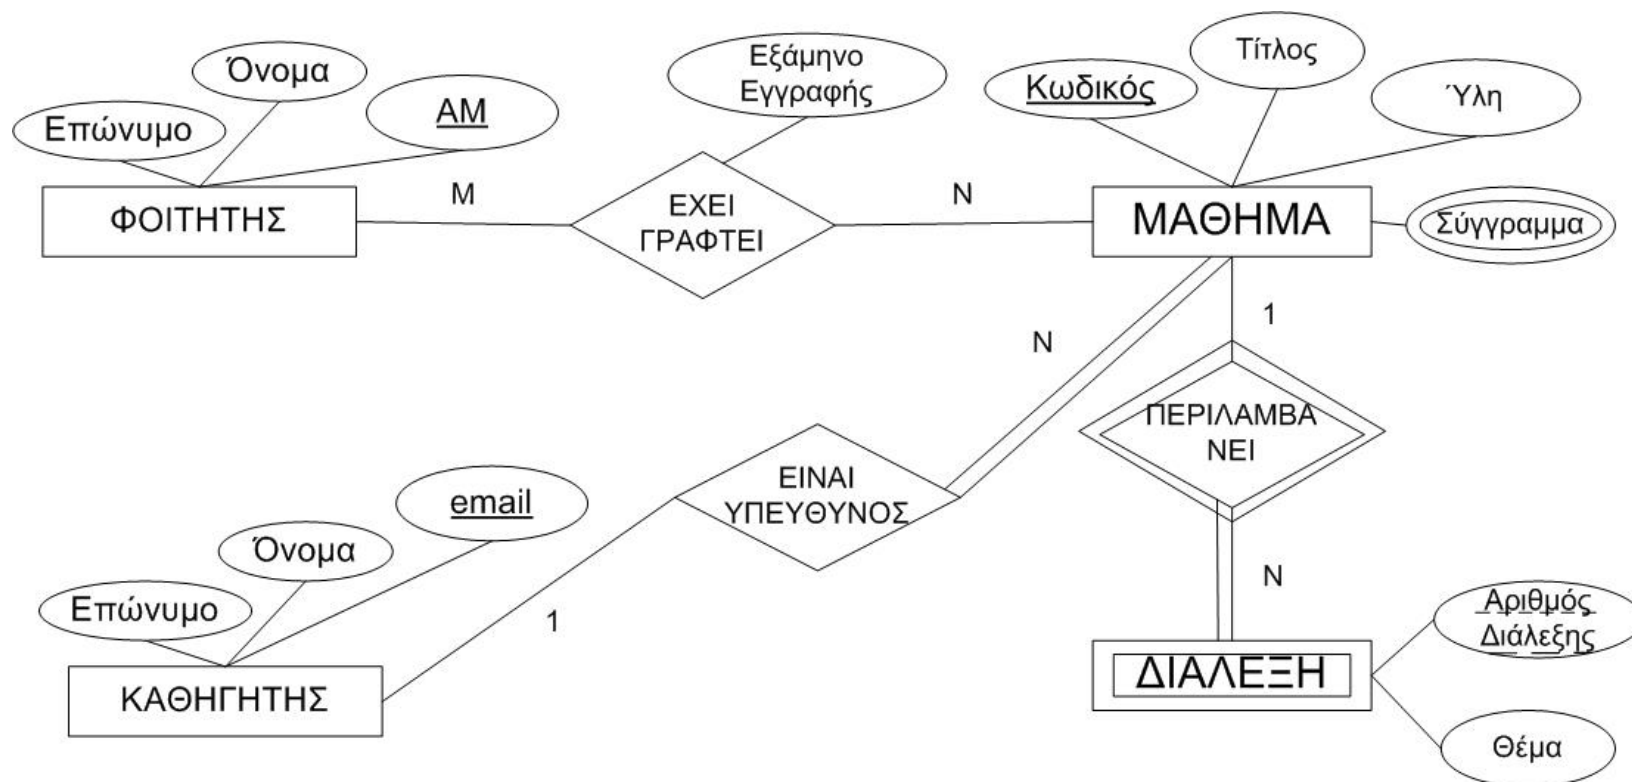 Όνομα
Επώνυμο
ΑΜ
ΦΟΙΤΗΤΗΣ
Μ
Εξάμηνο
Εγγραφής
ΕΧΕΙ
ΓΡΑΦΤΕΙ
Ν
Κωδικός
Τίτλος
Ύλη
ΜΑΘΗΜΑ
Σύγγραμμα
Ν
1
ΠΕΡΙΛΑΜΒΑ
ΝΕΙ
ΕΙΝΑΙ
ΥΠΕΥΘΥΝΟΣ
email
Όνομα
Επώνυμο
1
ΚΑΘΗΓΗΤΗΣ
Ν
Αριθμός
Διάλεξης
ΔΙΑΛΕΞΗ
Θέμα